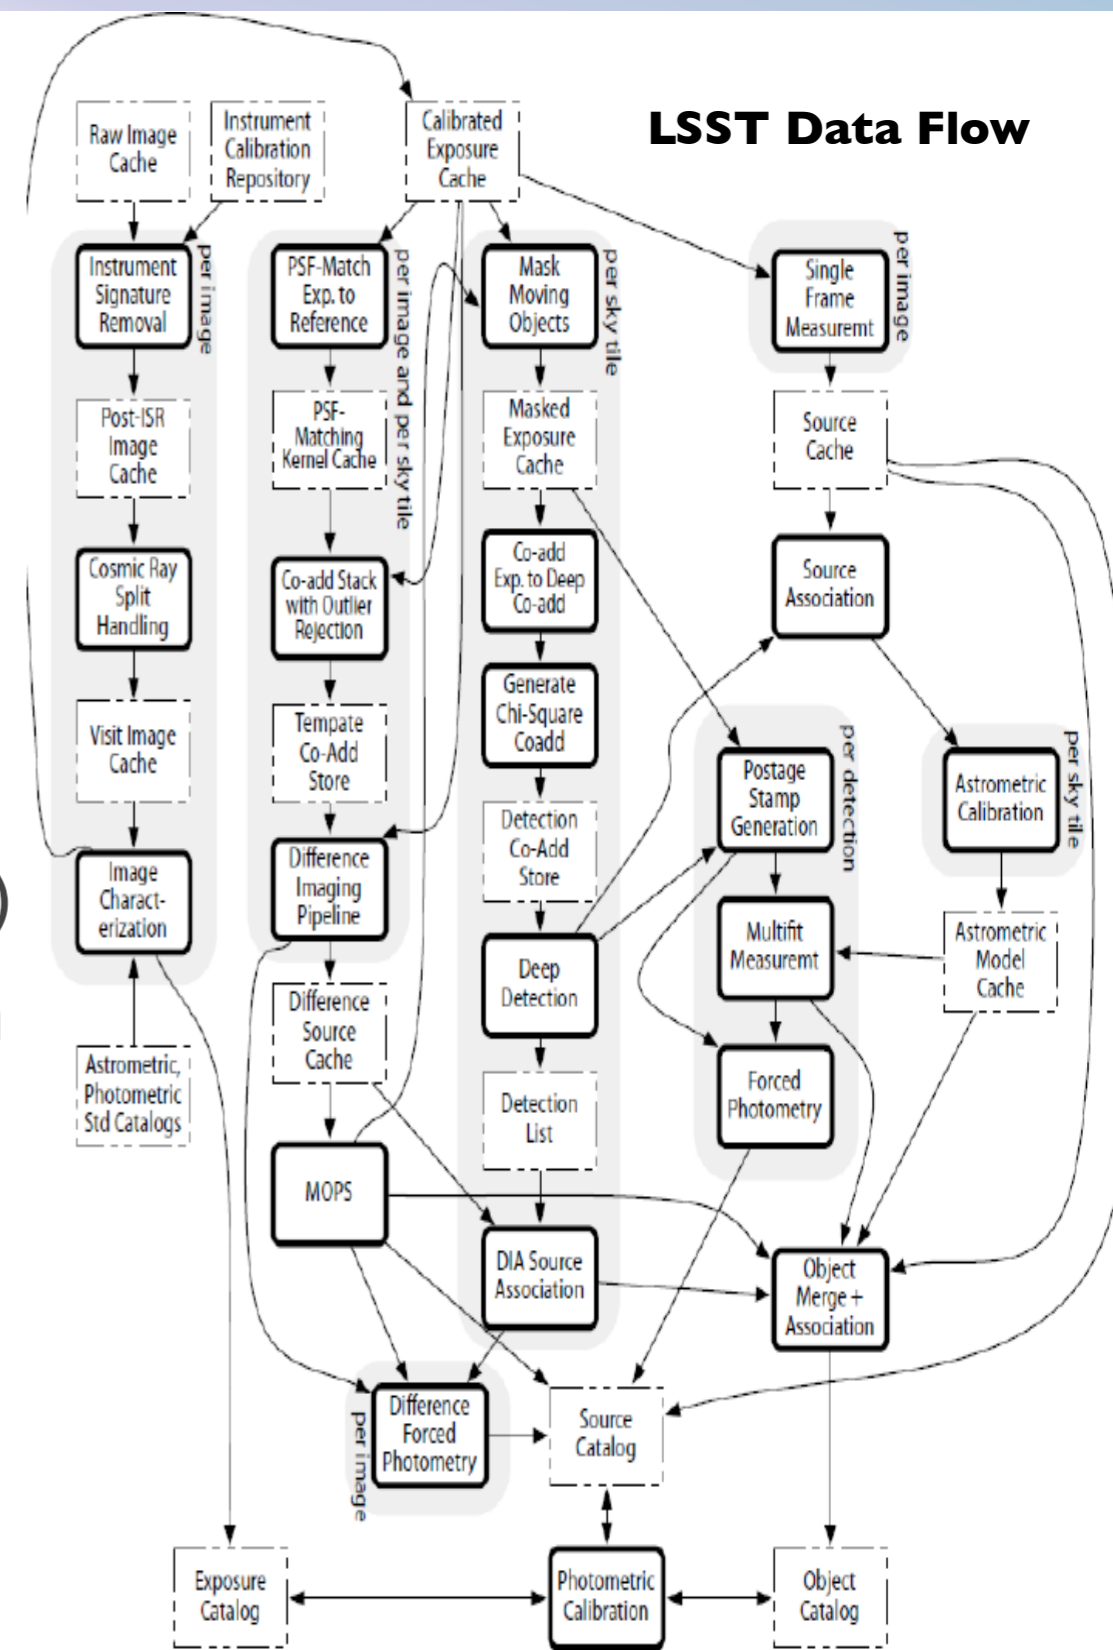 LSST Data Flow
Raw Image
Cache
Instrument
Calibration
Repository
Calibrated
Exposure
Cache
Instrument
Signature
Removal
per image
PSF-Match
Exp. to
Reference
per image and per sky tile
Mask
Moving
Objects
per sky tile
Single
Frame
Measuremt
per image
Post-ISR
Image
Cache
PSF-
Matching
Kernel Cache
Masked
Exposure
Cache
Source
Cache
Cosmic Ray
Split
Handling
Co-add Stack
with Outlier
Rejection
Co-add
Exp. to Deep
Co-add
Source
Association
Generate
Chi-Square
Coadd
Visit Image
Cache
Tempate
Co-Add
Store
Postage
Stamp
Generation
per detection
Astrometric
Calibration
per sky tile
Detection
Co-Add
Store
Image
Charact-
erization
Difference
Imaging
Pipeline
Deep
Detection
Multifit
Measuremt
Astrometric
Model
Cache
Difference
Source
Cache
Astrometric,
Photometric
Std Catalogs
Detection
List
Forced
Photometry
MOPS
DIA Source
Association
Object
Merge +
Association
Difference
Forced
Photometry
per image
Source
Catalog
Exposure
Catalog
Photometric
Calibration
Object
Catalog